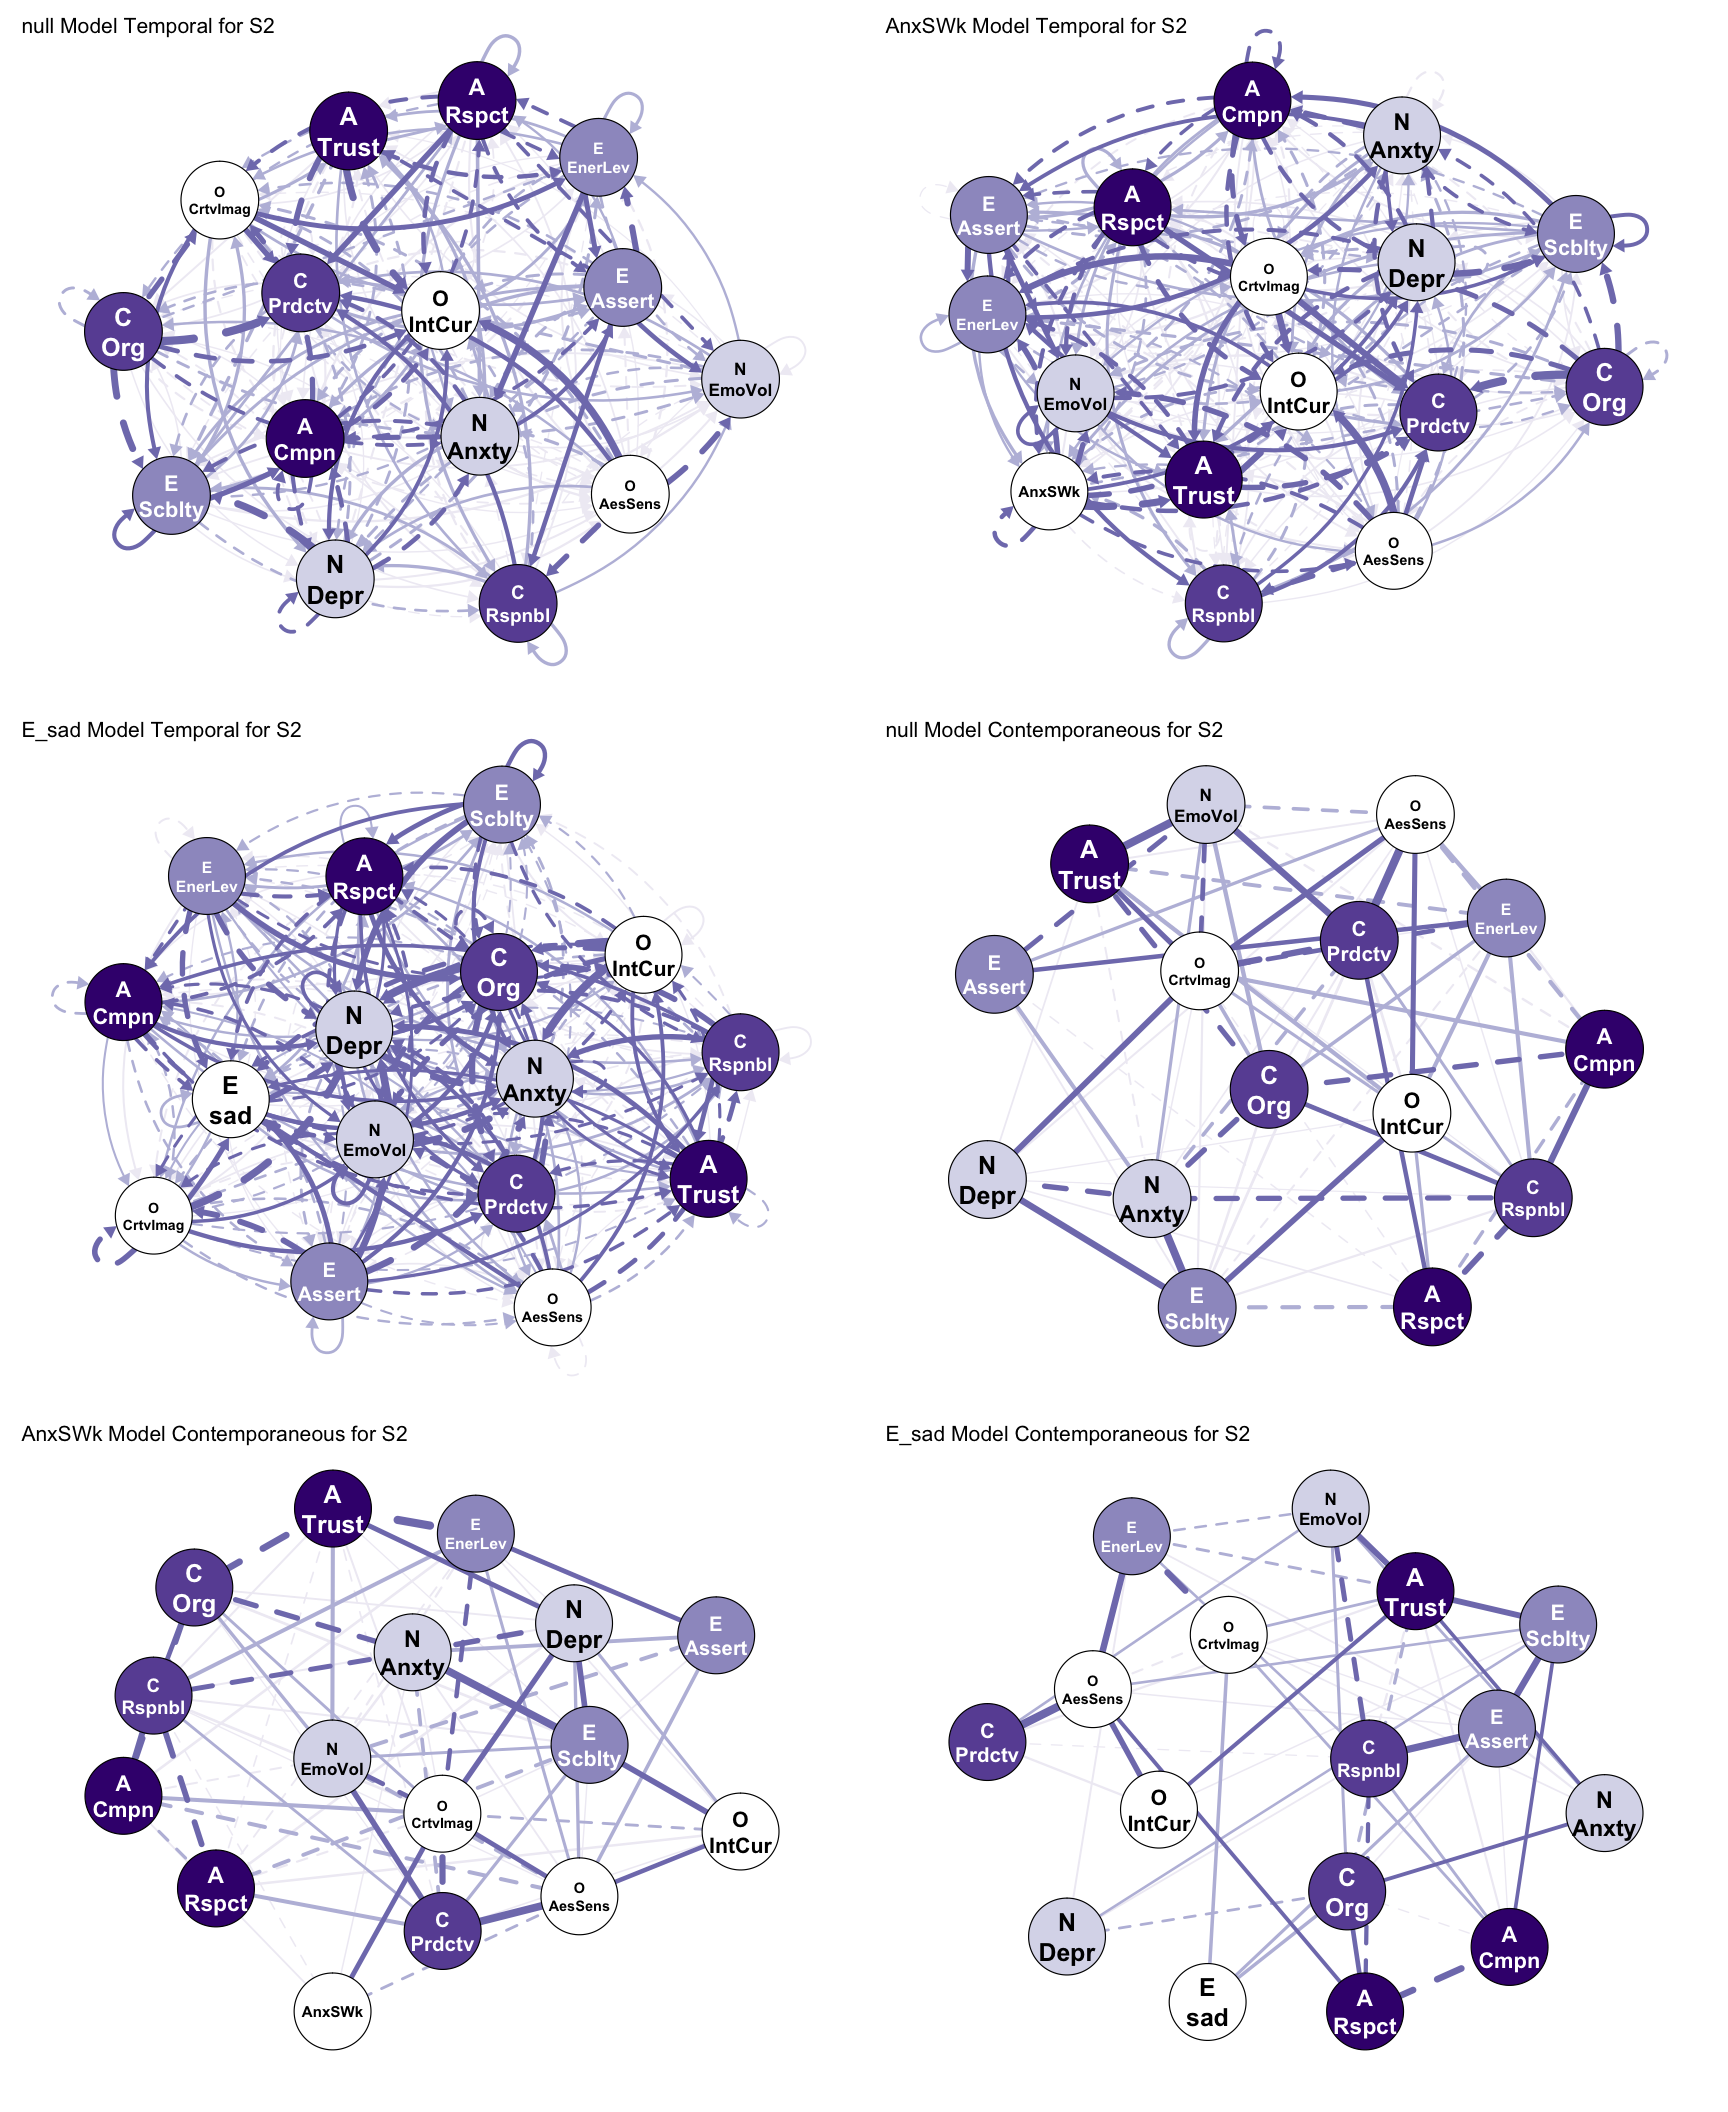 null Model Temporal for S2
A
Rspct
A
Trust
E
EnerLev
O
CrtvImag
C
Prdctv
E
Assert
O
IntCur
C
Org
N
EmoVol
A
Cmpn
N
Anxty
E
Scblty
O
AesSens
N
Depr
C
Rspnbl
AnxSWk Model Temporal for S2
A
Cmpn
N
Anxty
E
Assert
A
Rspct
E
Scblty
N
Depr
O
CrtvImag
E
EnerLev
N
EmoVol
O
IntCur
C
Org
C
Prdctv
A
Trust
AnxSWk
O
AesSens
C
Rspnbl
E_sad Model Temporal for S2
E
Scblty
E
EnerLev
A
Rspct
O
IntCur
C
Org
A
Cmpn
N
Depr
C
Rspnbl
N
Anxty
E
sad
N
EmoVol
A
Trust
C
Prdctv
O
CrtvImag
E
Assert
O
AesSens
null Model Contemporaneous for S2
N
EmoVol
O
AesSens
A
Trust
E
EnerLev
C
Prdctv
E
Assert
O
CrtvImag
A
Cmpn
C
Org
O
IntCur
N
Depr
N
Anxty
C
Rspnbl
E
Scblty
A
Rspct
AnxSWk Model Contemporaneous for S2
A
Trust
E
EnerLev
C
Org
N
Depr
E
Assert
N
Anxty
C
Rspnbl
E
Scblty
N
EmoVol
A
Cmpn
O
CrtvImag
O
IntCur
A
Rspct
O
AesSens
C
Prdctv
AnxSWk
E_sad Model Contemporaneous for S2
N
EmoVol
E
EnerLev
A
Trust
E
Scblty
O
CrtvImag
O
AesSens
C
Prdctv
E
Assert
C
Rspnbl
O
IntCur
N
Anxty
C
Org
N
Depr
A
Cmpn
E
sad
A
Rspct